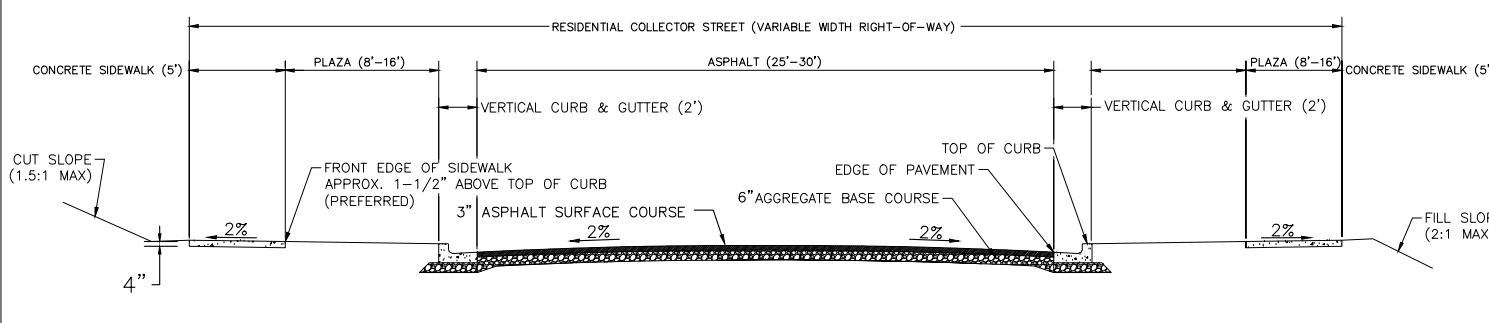 RESIDENTIAL COLLECTOR STREET (VARIABLE WIDTH RIGHT-OF-WAY)
CONCRETE SIDEWALK (5')
PLAZA (8'-16')
ASPHALT (25'-30')
PLAZA (8'-16')
CONCRETE SIDEWALK (5'
VERTICAL CURB & GUTTER (2')
VERTICAL CURB & GUTTER (2')
CUT SLOPE
(1.5:1 MAX)
FRONT EDGE OF SIDEWALK
APPROX. 1-1/2" ABOVE TOP OF CURB
(PREFERRED)
TOP OF CURB
EDGE OF PAVEMENT
6"AGGREGATE BASE COURSE
3" ASPHALT SURFACE COURSE
FILL SLOP
(2:1 MAX
2%
2%
2%
2%
4"